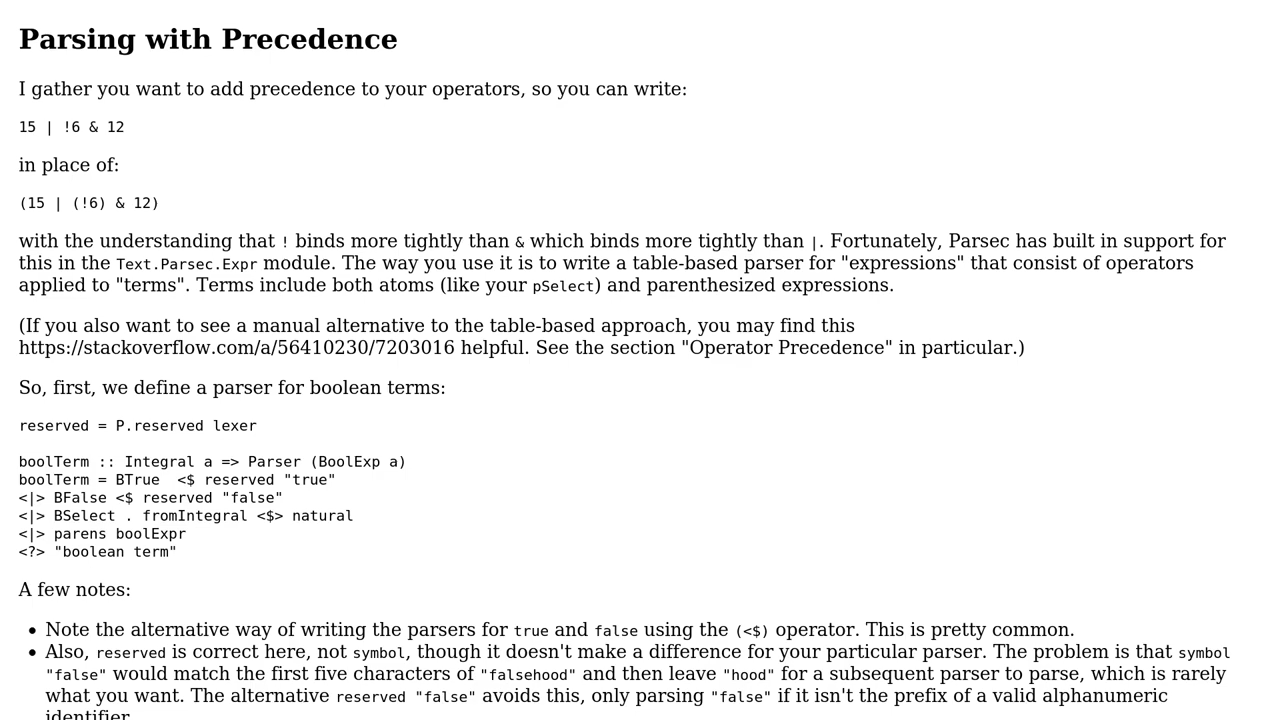 Parsing with Precedence
I gather you want to add precedence to your operators, so you can write:
15 | !6 & 12
in place of:
(15 | (!6) & 12)
with the understanding that ! binds more tightly than & which binds more tightly than |. Fortunately, Parsec has built in support for
this in the Text.Parsec.Expr module. The way you use it is to write a table-based parser for "expressions" that consist of operators
applied to "terms". Terms include both atoms (like your pSelect) and parenthesized expressions.
(If you also want to see a manual alternative to the table-based approach, you may find this
https://stackoverflow.com/a/56410230/7203016 helpful. See the section "Operator Precedence" in particular.)
So, first, we define a parser for boolean terms:
reserved = P.reserved lexer
boolTerm :: Integral a => Parser (BoolExp a)
boolTerm = BTrue  <$ reserved "true"
<|> BFalse <$ reserved "false"
<|> BSelect . fromIntegral <$> natural
<|> parens boolExpr
<?> "boolean term"
A few notes:
• Note the alternative way of writing the parsers for true and false using the (<$) operator. This is pretty common.
• Also, reserved is correct here, not symbol, though it doesn't make a difference for your particular parser. The problem is that symbol
"false" would match the first five characters of "falsehood" and then leave "hood" for a subsequent parser to parse, which is rarely
what you want. The alternative reserved "false" avoids this, only parsing "false" if it isn't the prefix of a valid alphanumeric
identifier.